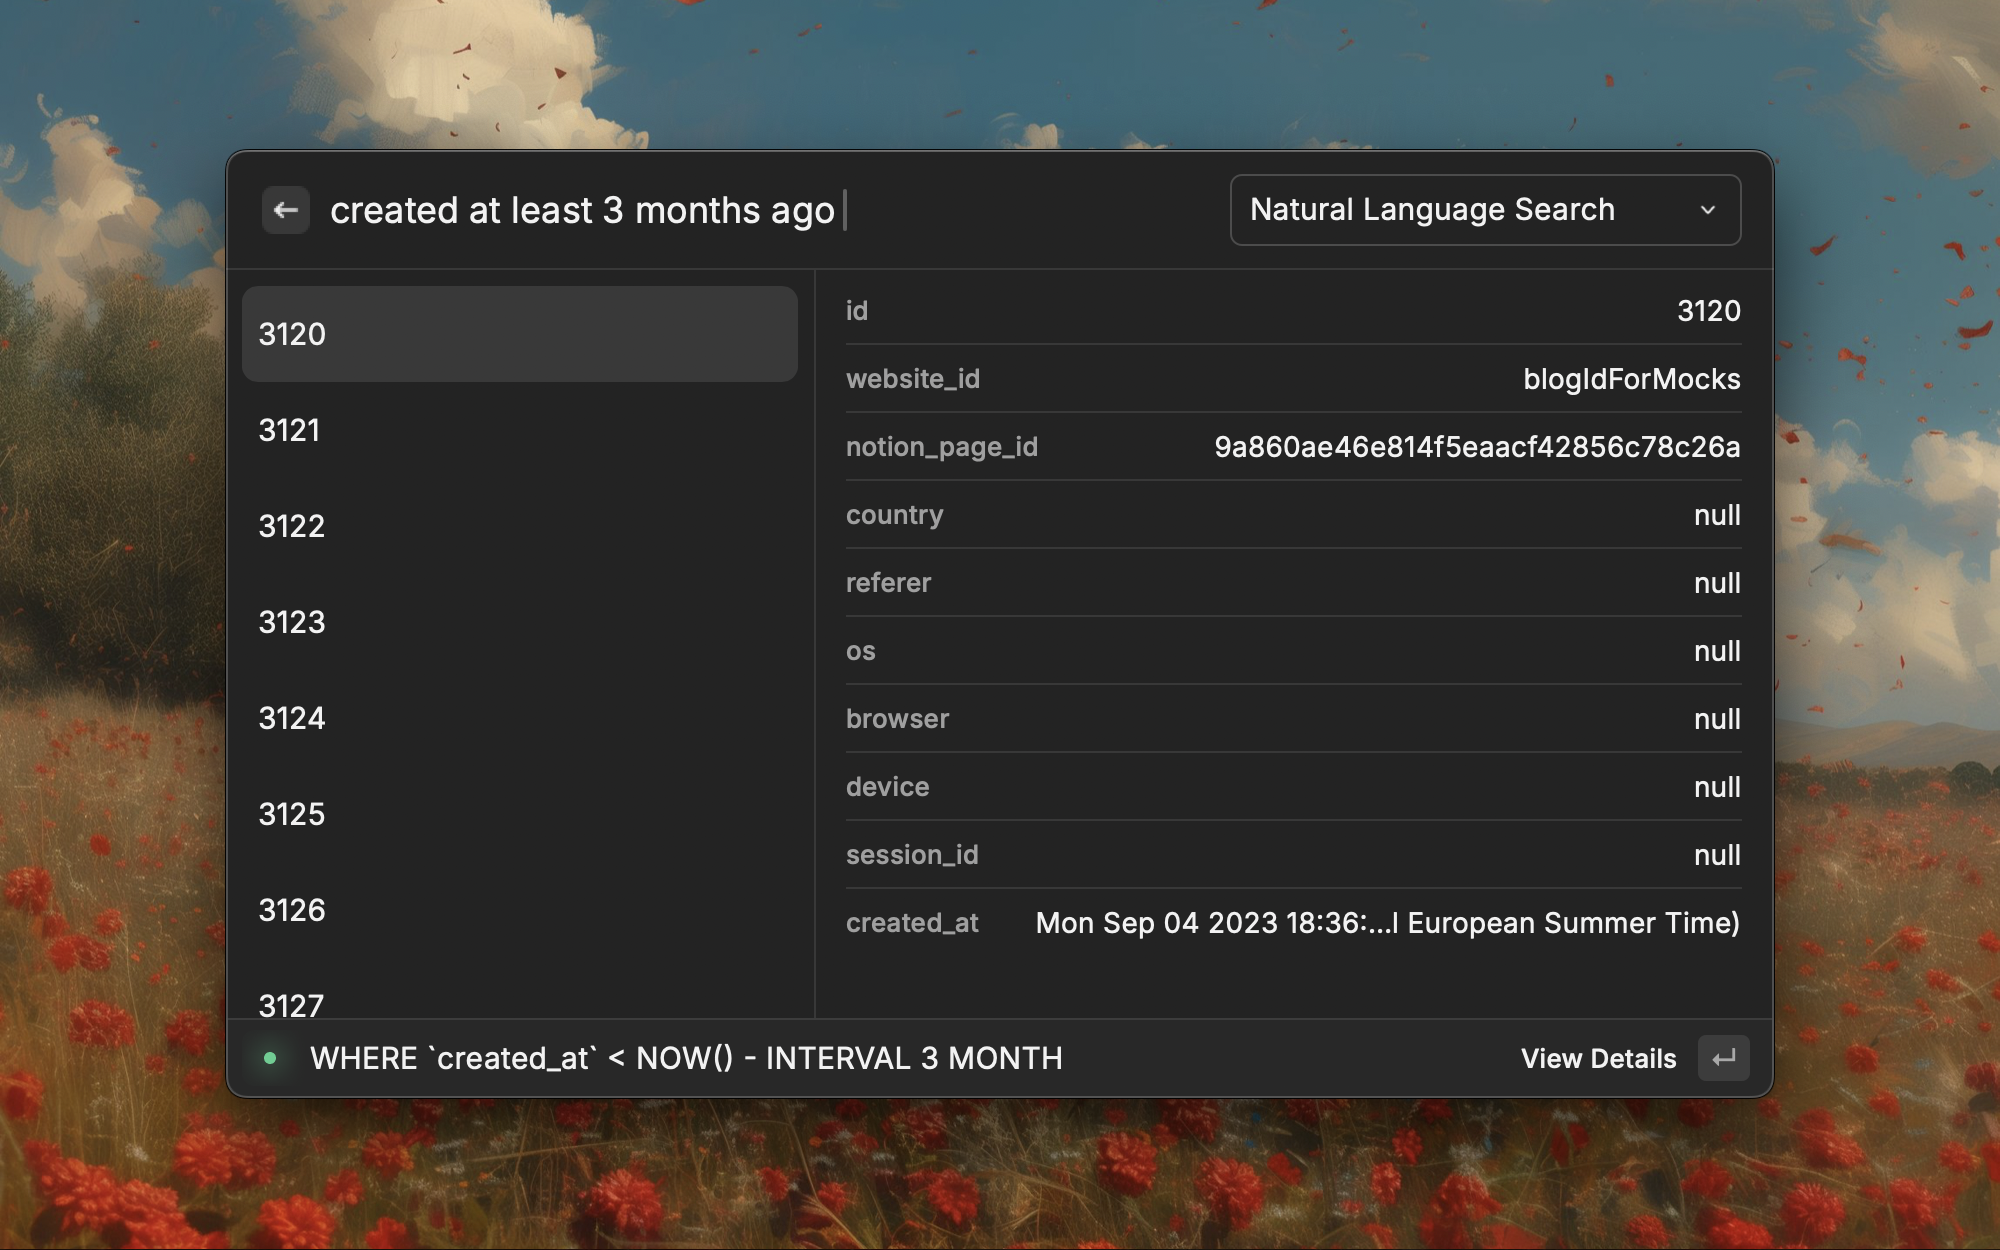 created at least 3 months ago
Natural Language Search
3120
3121
3122
3123
3124
3125
3126
3127
id 3120
website_id blogIdForMocks
notion_page_id 9a860ae46e814f5eaacf42856c78c26a
country null
referer null
os null
browser null
device null
session_id null
created_at Mon Sep 04 2023 18:36:...l European Summer Time)
WHERE `created_at` < NOW() - INTERVAL 3 MONTH
View Details